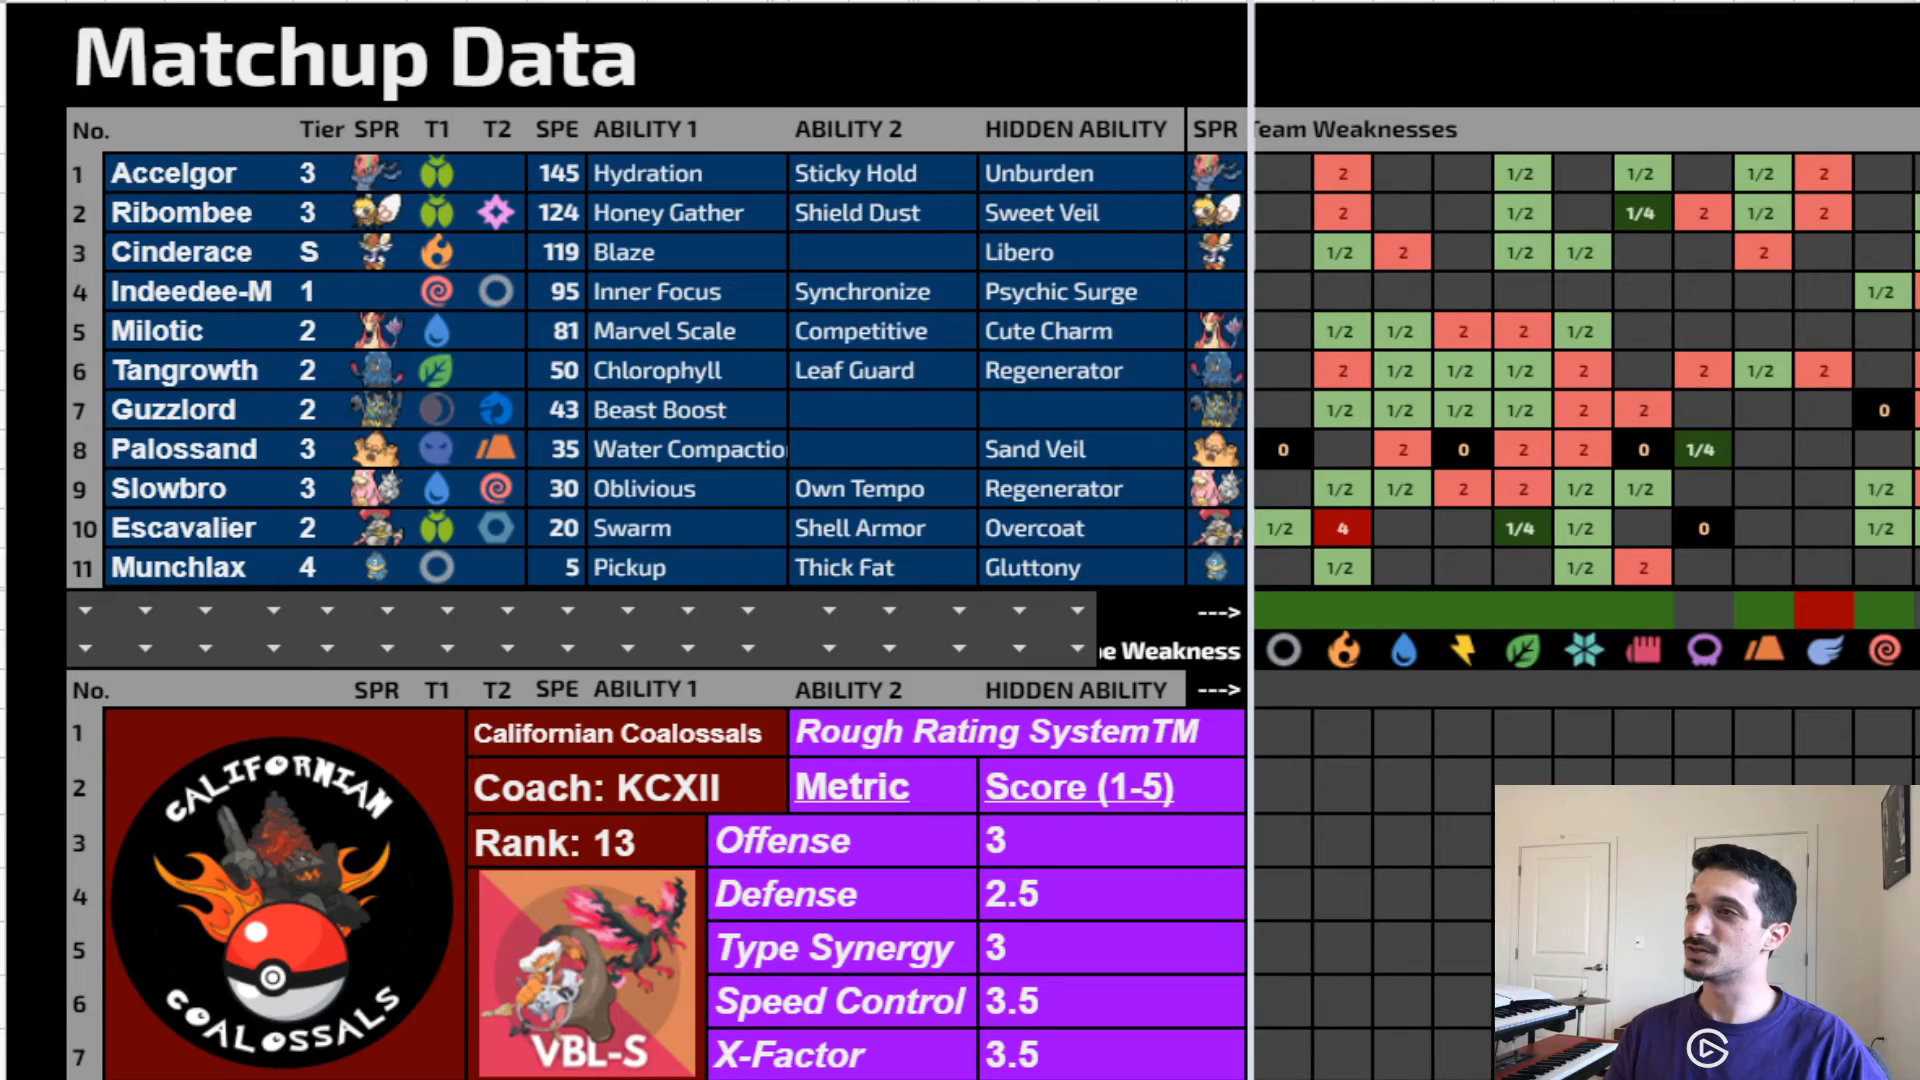 Matchup Data
No. Tier SPR T1 T2 SPE ABILITY 1 ABILITY 2 HIDDEN ABILITY SPR Team Weaknesses
1 Accelgor 3 145 Hydration Sticky Hold Unburden 2 1/2 1/2 1/2 2
2 Ribombee 3 124 Honey Gather Shield Dust Sweet Veil 2 1/2 1/4 2 1/2 2
3 Cinderace S 119 Blaze Libero 1/2 2 1/2 1/2 2
4 Indeedee-M 1 95 Inner Focus Synchronize Psychic Surge 1/2
5 Milotic 2 81 Marvel Scale Competitive Cute Charm 1/2 1/2 2 2 1/2
6 Tangrowth 2 50 Chlorophyll Leaf Guard Regenerator 2 1/2 1/2 1/2 2 2 1/2 2
7 Guzzlord 2 43 Beast Boost 1/2 1/2 1/2 1/2 2 2 0
8 Palossand 3 35 Water Compactio Sand Veil 0 2 0 2 2 0 1/4
9 Slowbro 3 30 Oblivious Own Tempo Regenerator 1/2 1/2 2 2 1/2 1/2 1/2
10 Escavalier 2 20 Swarm Shell Armor Overcoat 1/2 4 1/4 1/2 0 1/2
11 Munchlax 4 5 Pickup Thick Fat Gluttony 1/2 1/2 2
--->
e Weakness
No. SPR T1 T2 SPE ABILITY 1 ABILITY 2 HIDDEN ABILITY --->
1 Californian Coalossals Rough Rating SystemTM
2 Coach: KCXII Metric Score (1-5)
3 Rank: 13 Offense 3
4 Defense 2.5
5 Type Synergy 3
6 Speed Control 3.5
7 X-Factor 3.5
CALIFORNIAN
COALOSSALS
VBL-S